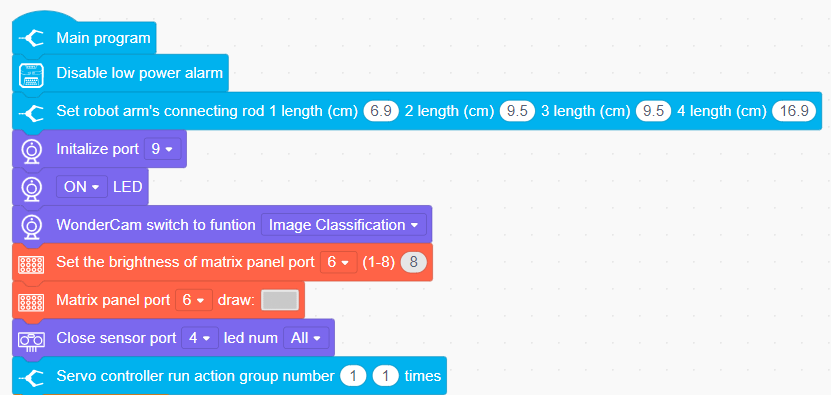 Main program
Disable low power alarm
Set robot arm's connecting rod 1 length (cm) 6.9 2 length (cm) 9.5 3 length (cm) 9.5 4 length (cm) 16.9
Initalize port 9
ON LED
WonderCam switch to funtion Image Classification
Set the brightness of matrix panel port 6 (1-8) 8
Matrix panel port 6 draw:
Close sensor port 4 led num All
Servo controller run action group number 1 1 times